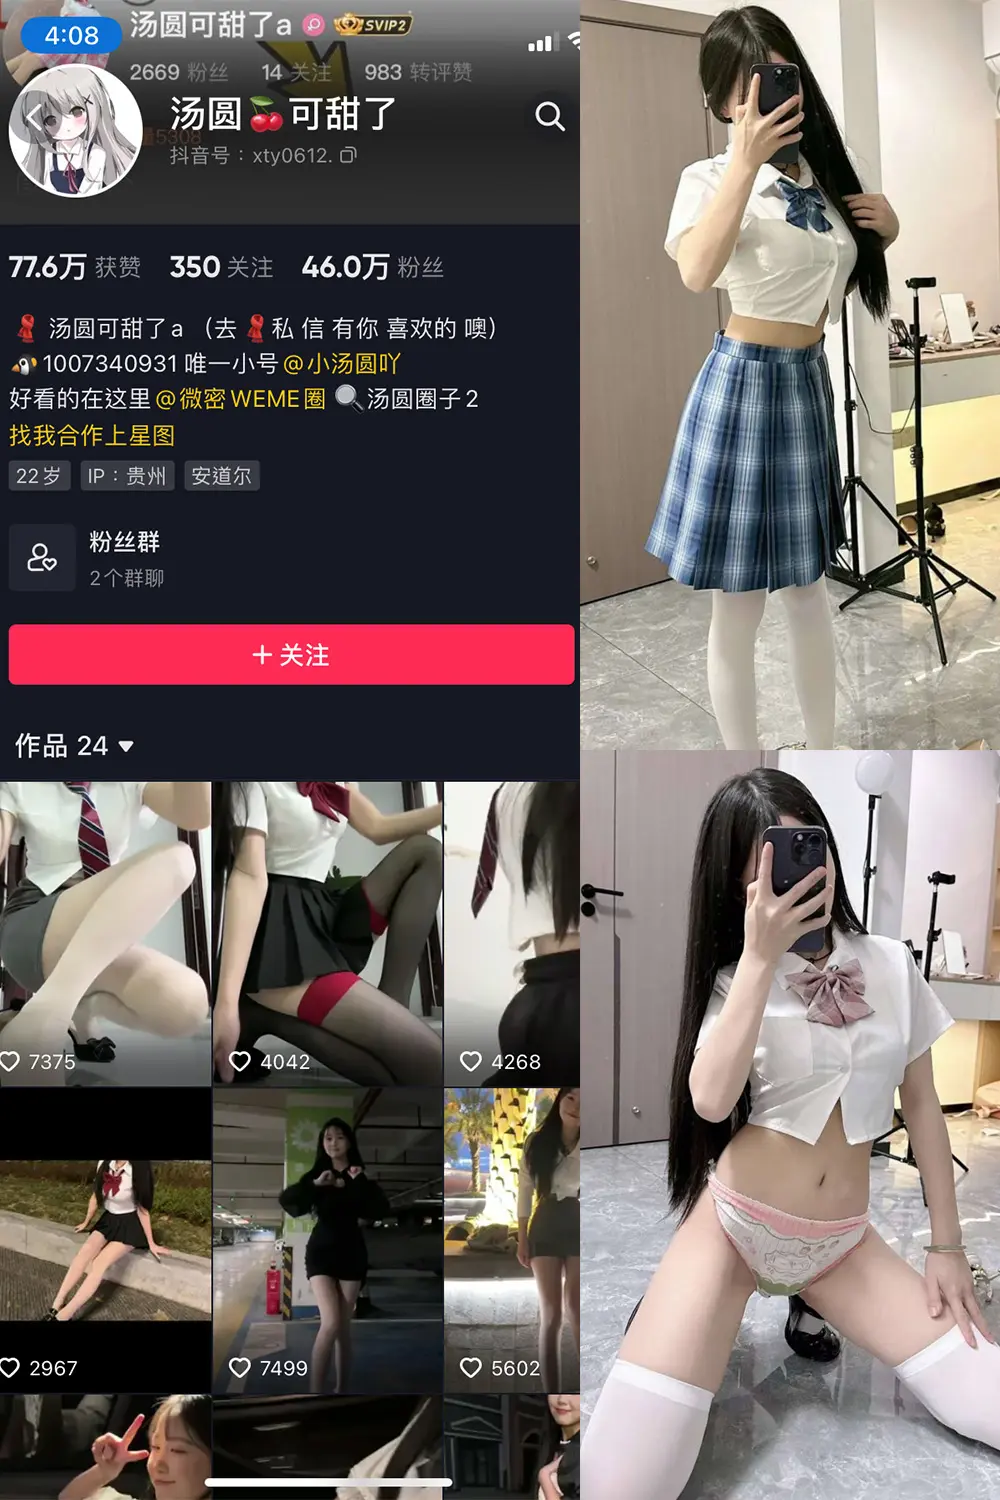 4:08
汤圆可甜了a SVIP2
2669 粉丝 14 关注 983 转评赞
汤圆🍒可甜了
抖音号：xty0612.
77.6万 获赞 350 关注 46.0万 粉丝
🧣 汤圆可甜了a （去 🧣私 信 有你 喜欢的 噢）
🐧1007340931 唯一小号@小汤圆吖
好看的在这里@微密WEME圈 🔍汤圆圈子2
找我合作上星图
22岁 IP：贵州 安道尔
粉丝群
2个群聊
+ 关注
作品 24
7375 4042 4268
2967 7499 5602